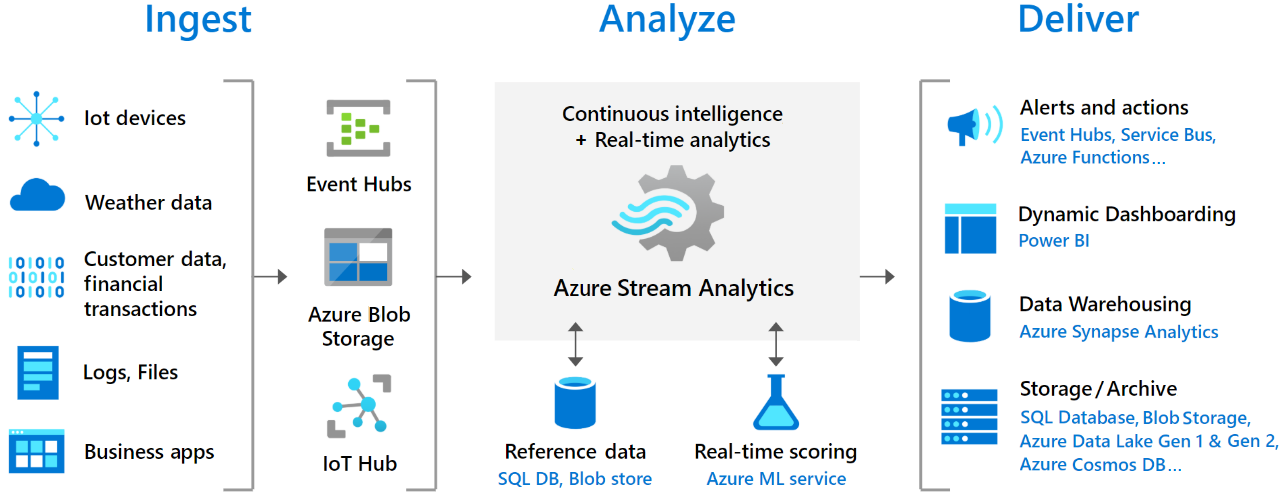 Ingest
Iot devices
Weather data
Customer data,
financial
transactions
Logs, Files
Business apps
Event Hubs
Azure Blob
Storage
IoT Hub
Analyze
Continuous intelligence
+ Real-time analytics
Azure Stream Analytics
Reference data
SQL DB, Blob store
Real-time scoring
Azure ML service
Deliver
Alerts and actions
Event Hubs, Service Bus,
Azure Functions...
Dynamic Dashboarding
Power BI
Data Warehousing
Azure Synapse Analytics
Storage/Archive
SQL Database, Blob Storage,
Azure Data Lake Gen 1 & Gen 2,
Azure Cosmos DB...